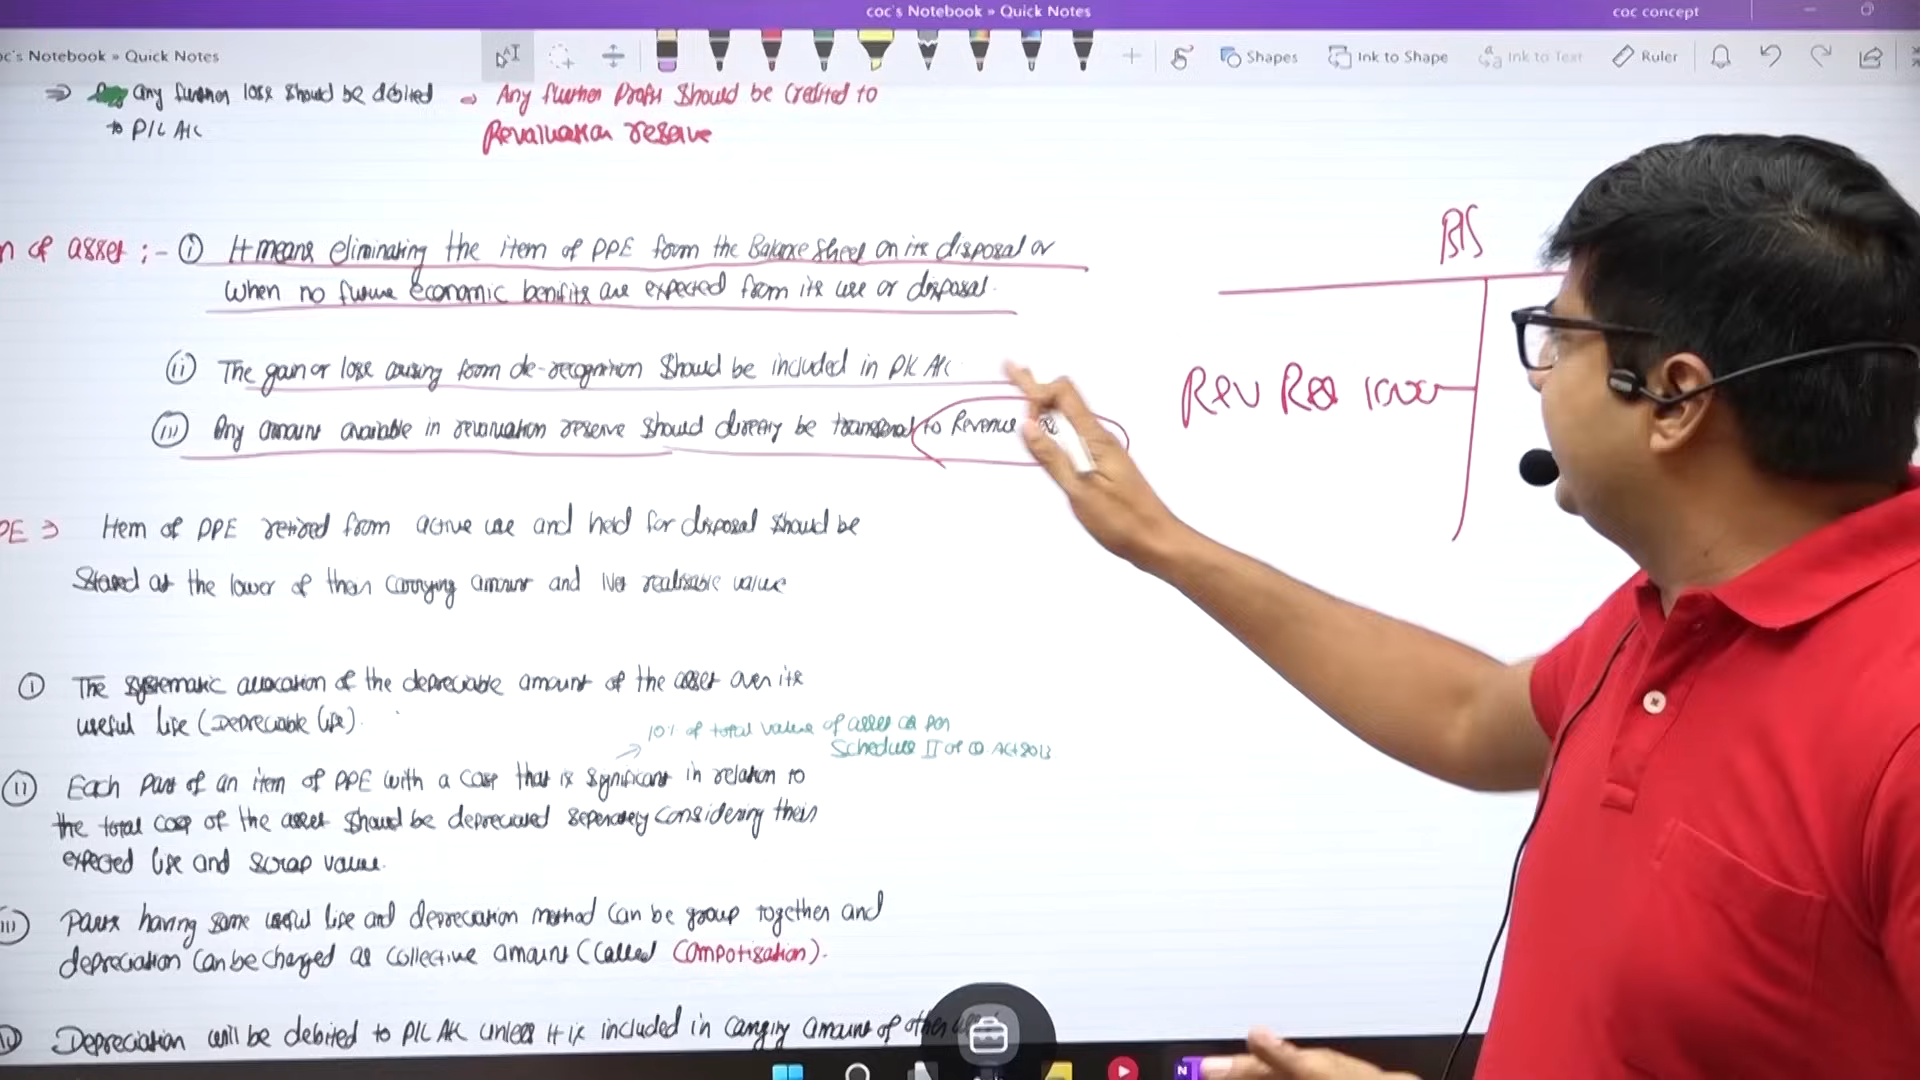 coc's Notebook » Quick Notes
coc concept
oc's Notebook » Quick Notes
Shapes
Ink to Shape
Ink to Text
Ruler
⇒ any further loss should be debited to P/L A/c
⇒ Any further Profit should be credited to
Revaluation reserve
n of asset :- (i) It means eliminating the item of PPE form the Balance sheet on its disposal or
when no future economic benifits are expected from its use or disposal.
(ii) The gain or loss arising form de-recognition should be included in P/L A/c
(iii) Any amount available in revaluation reserve should directly be transferred to Revenue
B/S
Rev Res
PE ⇒ Item of PPE retired from active use and held for disposal should be
Stated at the lower of their carrying amount and Net realisable value
(i) The systematic allocation of the depreciable amount of the asset over its
useful life (Depreciable life).
10% of total value of asset as per
Schedule II of co. Act 2013
(ii) Each part of an item of PPE with a cost that is significant in relation to
the total cost of the asset should be depreciated seperately considering their
expected life and scrap value.
(iii) Parts having same useful life and depreciation method can be group together and
depreciation can be charged as collective amount (called Compotisation).
Depreciation will be debited to P/L A/c unless it is included in carrying amount of other